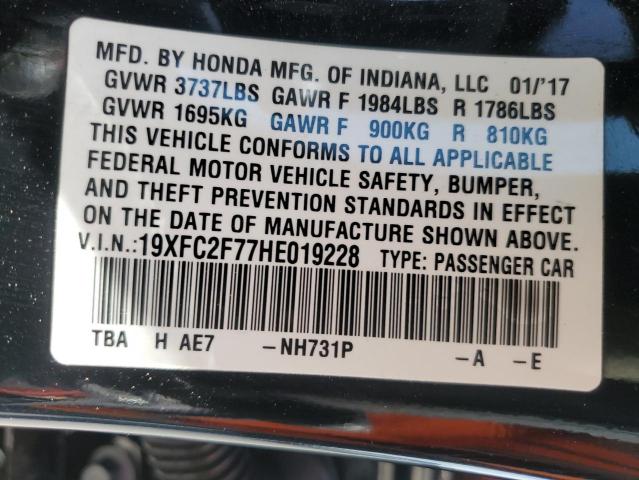 MFD. BY HONDA MFG. OF INDIANA, LLC 01/'17
GVWR 3737LBS GAWR F 1984LBS R 1786LBS
GVWR 1695KG GAWR F 900KG R 810KG
THIS VEHICLE CONFORMS TO ALL APPLICABLE
FEDERAL MOTOR VEHICLE SAFETY, BUMPER,
AND THEFT PREVENTION STANDARDS IN EFFECT
ON THE DATE OF MANUFACTURE SHOWN ABOVE.
V.I.N.:19XFC2F77HE019228 TYPE: PASSENGER CAR
TBA H AE7 –NH731P –A –E